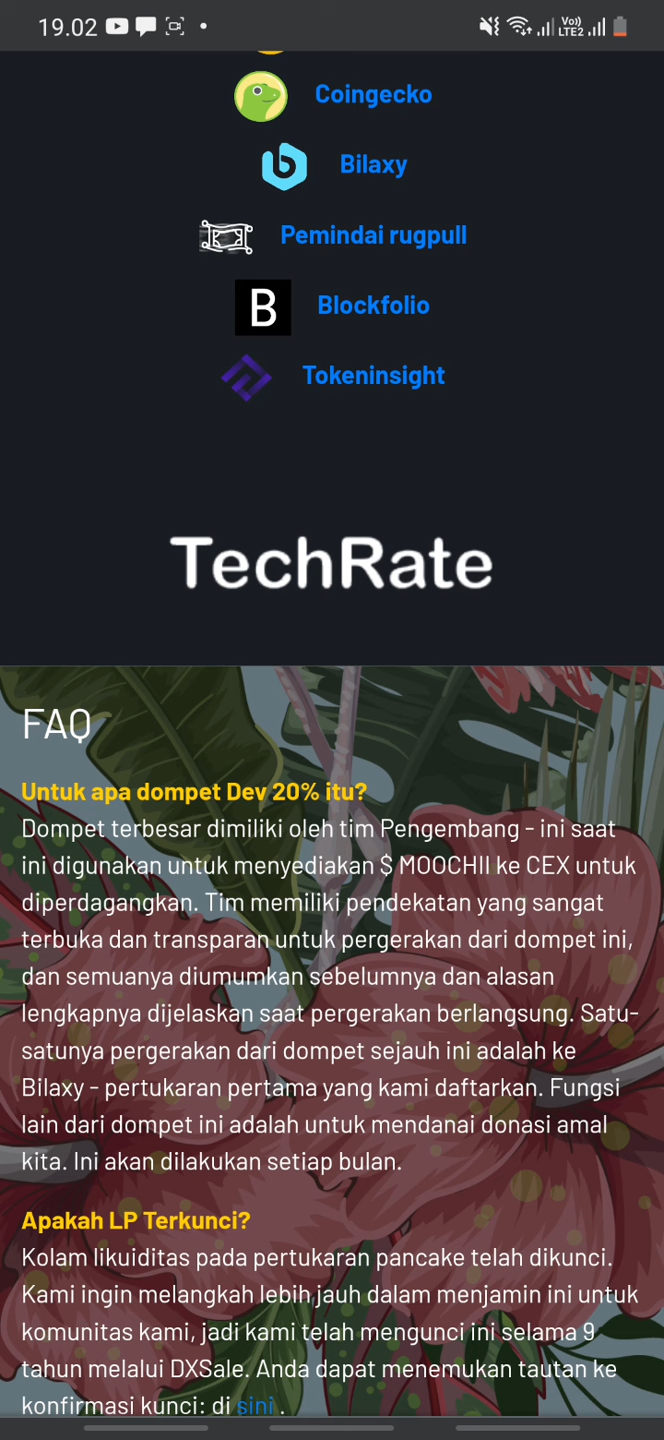 19.02
Vo))
LTE2
Coingecko
Bilaxy
Pemindai rugpull
B
Blockfolio
Tokeninsight
TechRate
FAQ
Untuk apa dompet Dev 20% itu?
Dompet terbesar dimiliki oleh tim Pengembang - ini saat
ini digunakan untuk menyediakan $ MOOCHII ke CEX untuk
diperdagangkan. Tim memiliki pendekatan yang sangat
terbuka dan transparan untuk pergerakan dari dompet ini,
dan semuanya diumumkan sebelumnya dan alasan
lengkapnya dijelaskan saat pergerakan berlangsung. Satu-
satunya pergerakan dari dompet sejauh ini adalah ke
Bilaxy - pertukaran pertama yang kami daftarkan. Fungsi
lain dari dompet ini adalah untuk mendanai donasi amal
kita. Ini akan dilakukan setiap bulan.
Apakah LP Terkunci?
Kolam likuiditas pada pertukaran pancake telah dikunci.
Kami ingin melangkah lebih jauh dalam menjamin ini untuk
komunitas kami, jadi kami telah mengunci ini selama 9
tahun melalui DXSale. Anda dapat menemukan tautan ke
konfirmasi kunci: di sini .